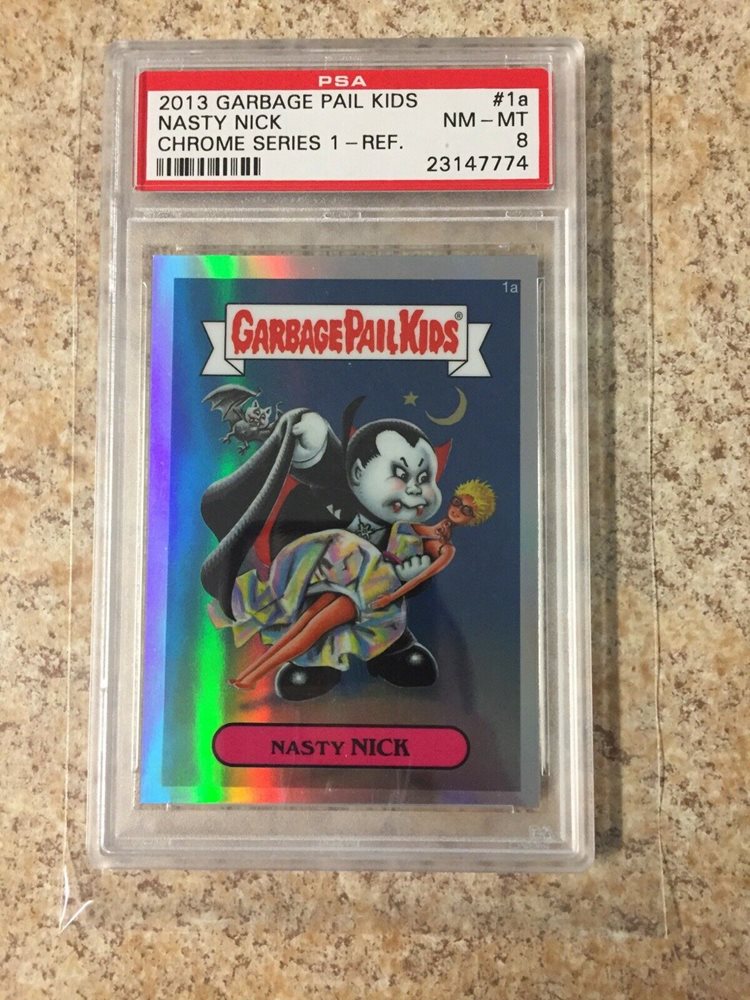 PSA
2013 GARBAGE PAIL KIDS #1a
NASTY NICK NM - MT
CHROME SERIES 1 - REF. 8
23147774
1a
GARBAGE PAIL KIDS®
NASTY NICK